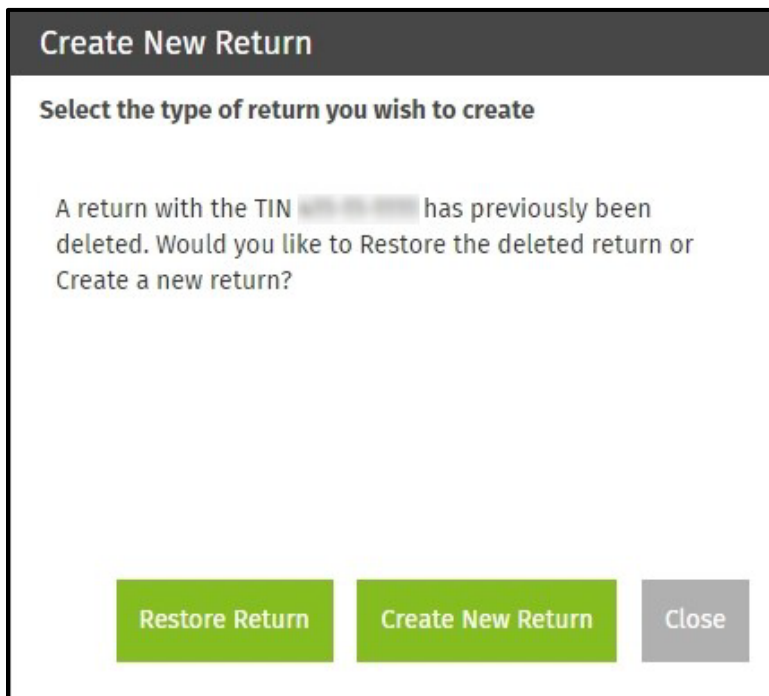 Create New Return
Select the type of return you wish to create
A return with the TIN has previously been
deleted. Would you like to Restore the deleted return or
Create a new return?
Restore Return Create New Return Close